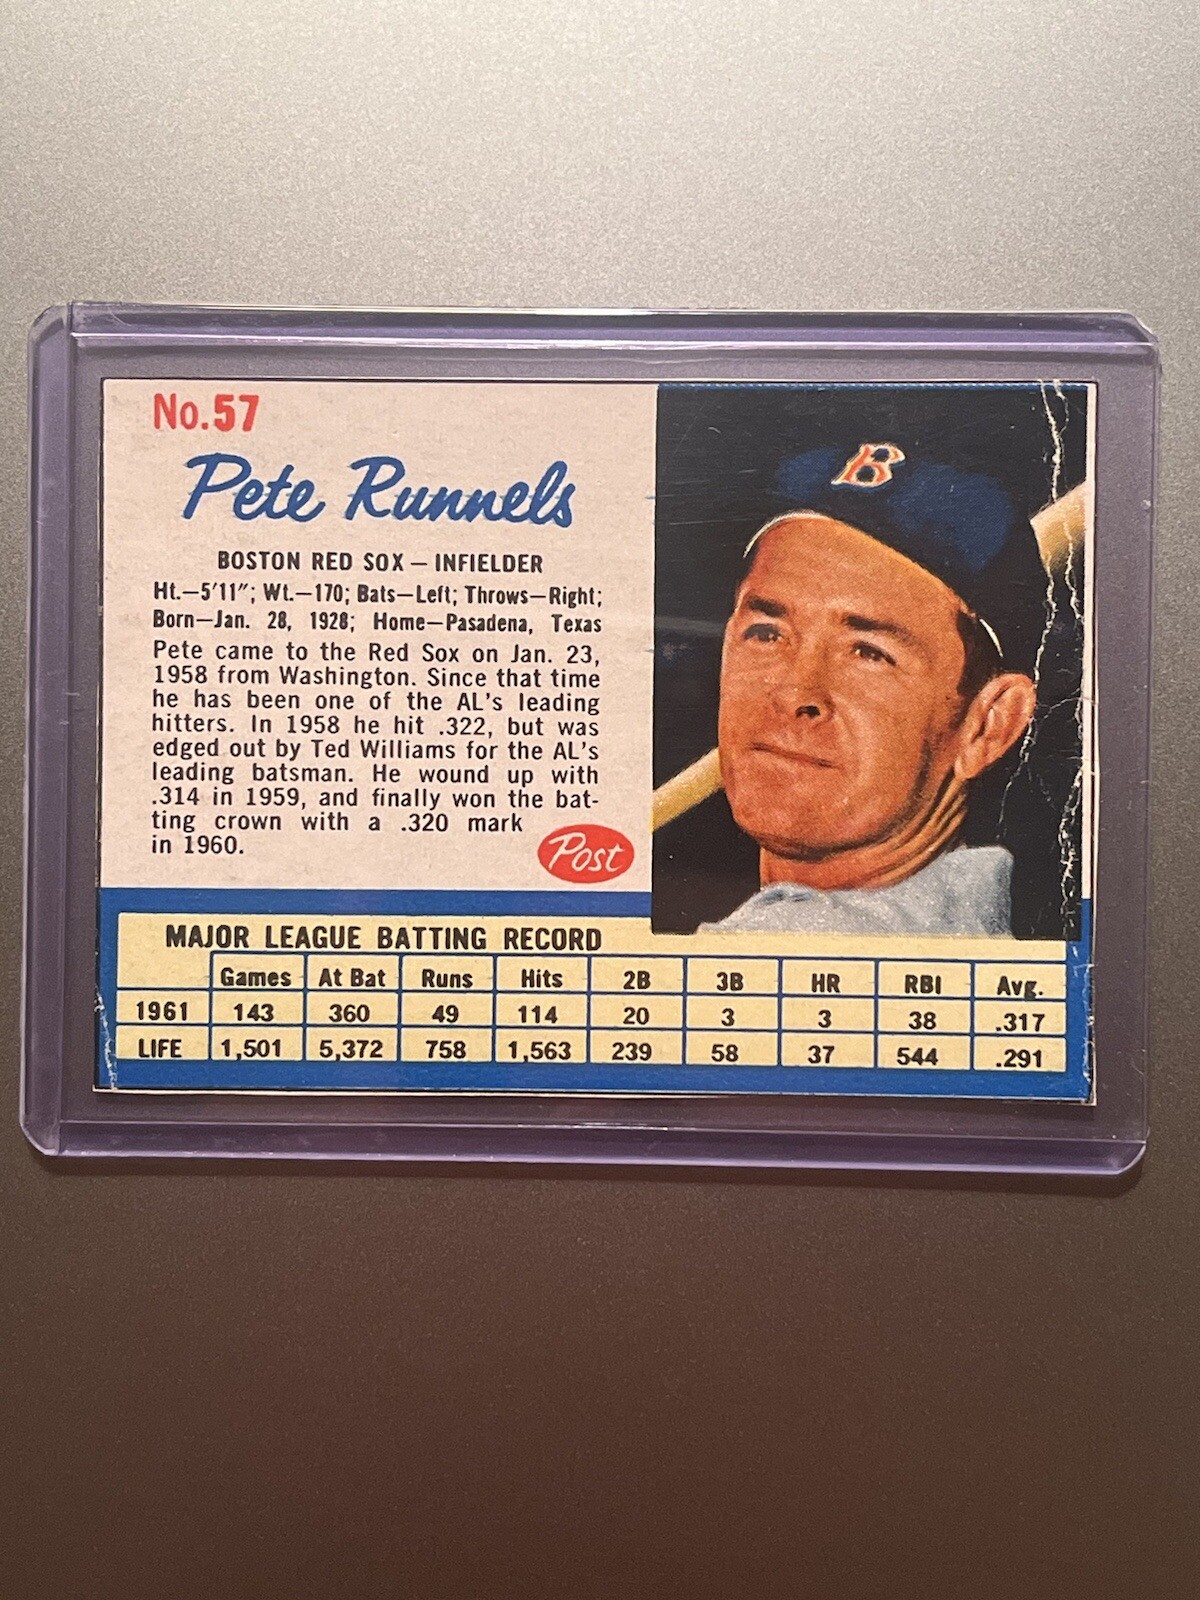 No.57
Pete Runnels
BOSTON RED SOX — INFIELDER
Ht.—5'11"; Wt.—170; Bats—Left; Throws—Right;
Born—Jan. 28, 1928; Home—Pasadena, Texas
Pete came to the Red Sox on Jan. 23,
1958 from Washington. Since that time
he has been one of the AL's leading
hitters. In 1958 he hit .322, but was
edged out by Ted Williams for the AL's
leading batsman. He wound up with
.314 in 1959, and finally won the bat-
ting crown with a .320 mark
in 1960.
Post
B
MAJOR LEAGUE BATTING RECORD
Games At Bat Runs Hits 2B 3B HR RBI Avg.
1961 143 360 49 114 20 3 3 38 .317
LIFE 1,501 5,372 758 1,563 239 58 37 544 .291